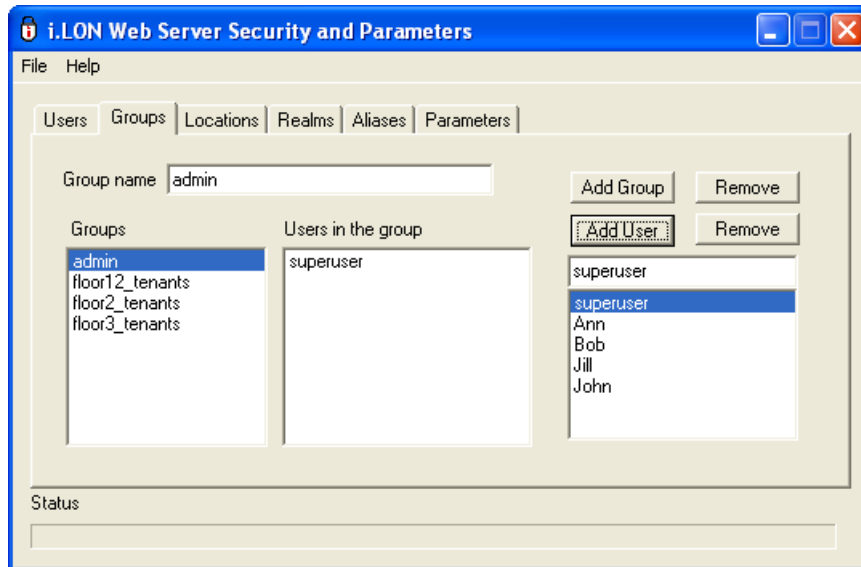 i.LON Web Server Security and Parameters
File Help
Users Groups Locations Realms Aliases Parameters
Group name admin Add Group Remove
Groups Users in the group Add User Remove
admin superuser superuser
floor12_tenants superuser
floor2_tenants Ann
floor3_tenants Bob
Jill
John
Status